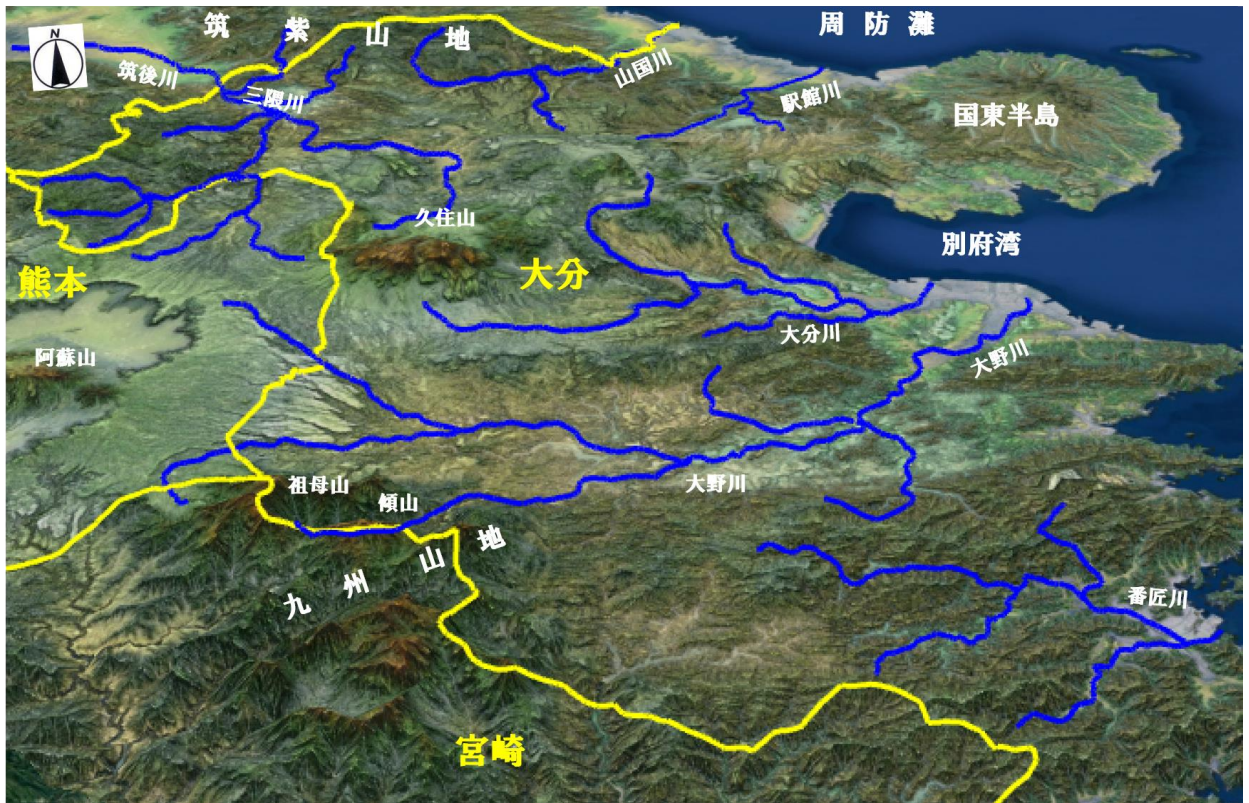 筑紫山地
周防灘
N
筑後川
三隈川
山国川
駅館川
国東半島
久住山
別府湾
熊本
大分
阿蘇山
大分川
大野川
祖母山
傾山
大野川
九州山地
番匠川
宮崎